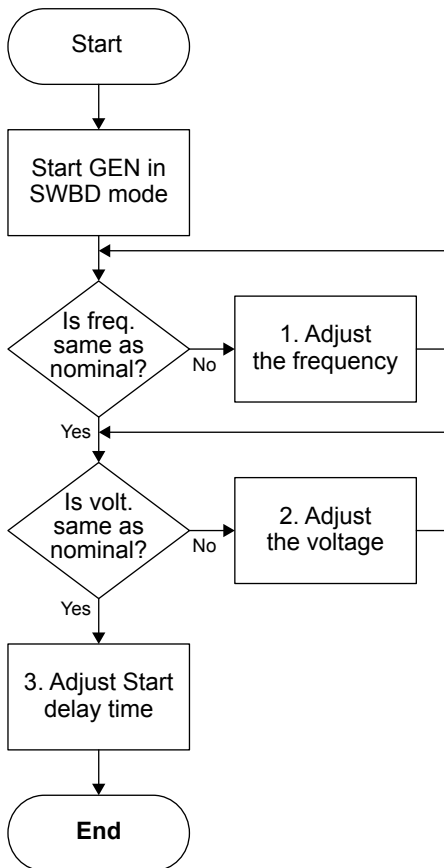 Start
Start GEN in
SWBD mode
Is freq.
same as
nominal?
No
1. Adjust
the frequency
Yes
Is volt.
same as
nominal?
No
2. Adjust
the voltage
Yes
3. Adjust Start
delay time
End